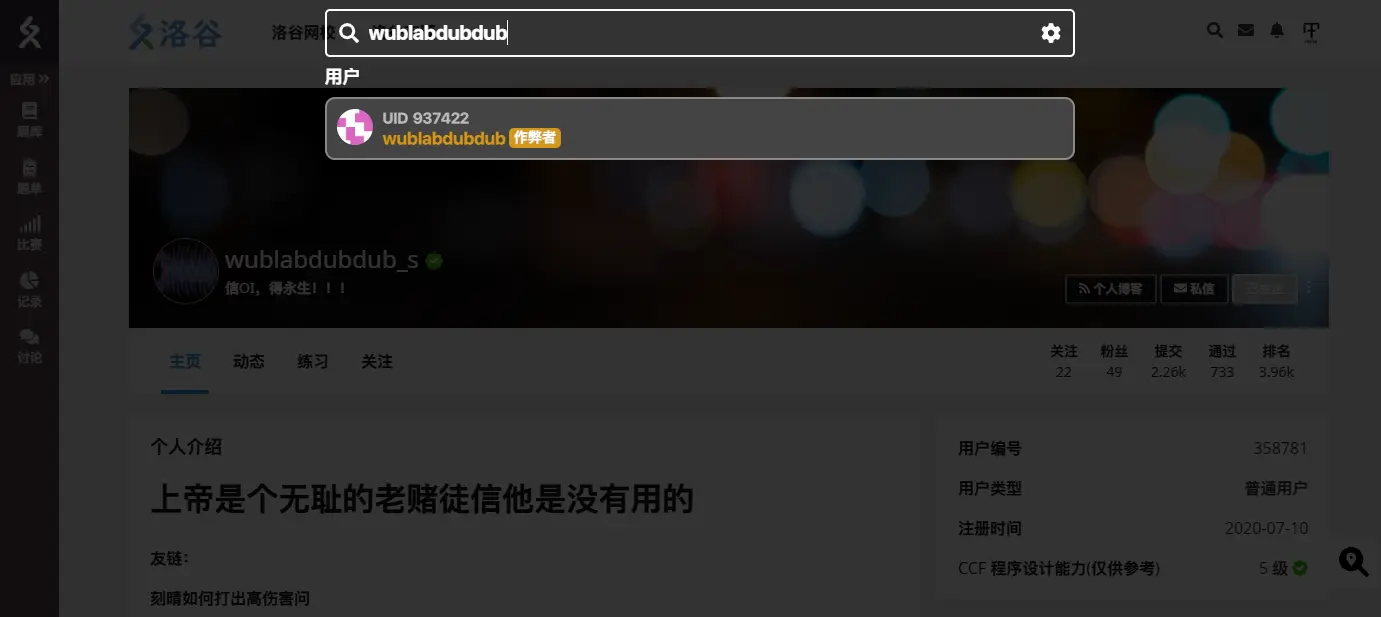 wublabdubdub
用户
UID 937422
wublabdubdub 作弊者
洛谷
洛谷网校
应用
题库
题单
比赛
记录
讨论
wublabdubdub_s
信OI，得永生！！！
个人博客
私信
主页
动态
练习
关注
关注
22
粉丝
49
提交
2.26k
通过
733
排名
3.96k
个人介绍
上帝是个无耻的老赌徒信他是没有用的
友链：
刻晴如何打出高伤害问
用户编号
358781
用户类型
普通用户
注册时间
2020-07-10
CCF 程序设计能力(仅供参考)
5 级